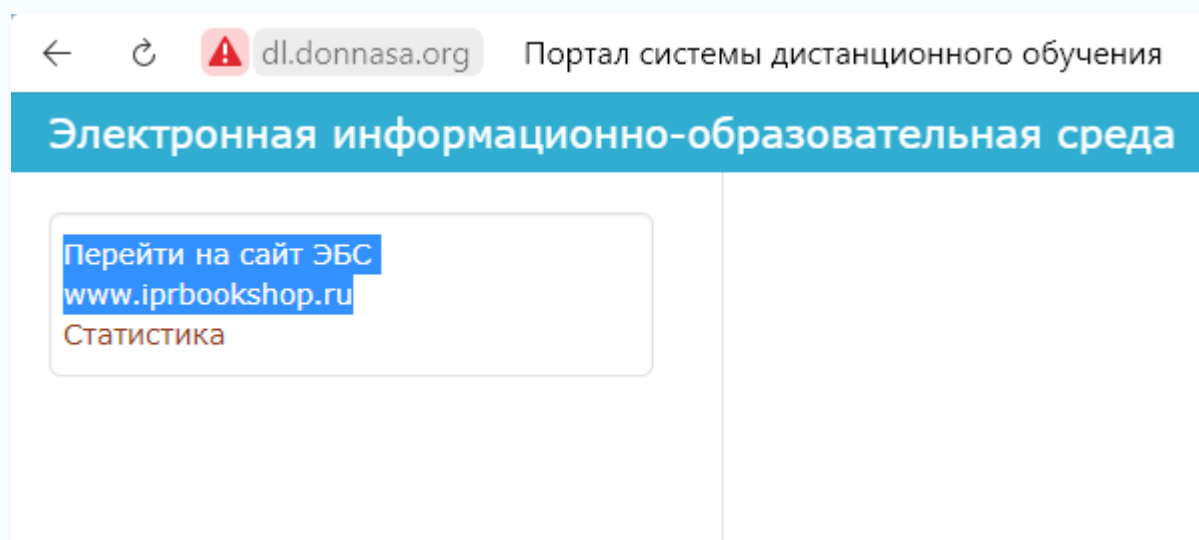 dl.donnasa.org Портал системы дистанционного обучения
Электронная информационно-образовательная среда
Перейти на сайт ЭБС
www.iprbookshop.ru
Статистика